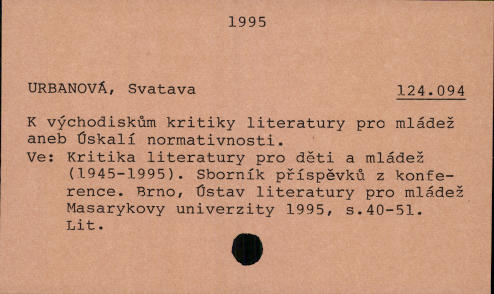 1995
URBANOVÁ, Svatava 124.094
K východiskům kritiky literatury pro mládež
aneb Úskalí normativnosti.
Ve: Kritika literatury pro děti a mládež
(1945-1995). Sborník příspěvků z konfe-
rence. Brno, Ústav literatury pro mládež
Masarykovy univerzity 1995, s.40-51.
Lit.